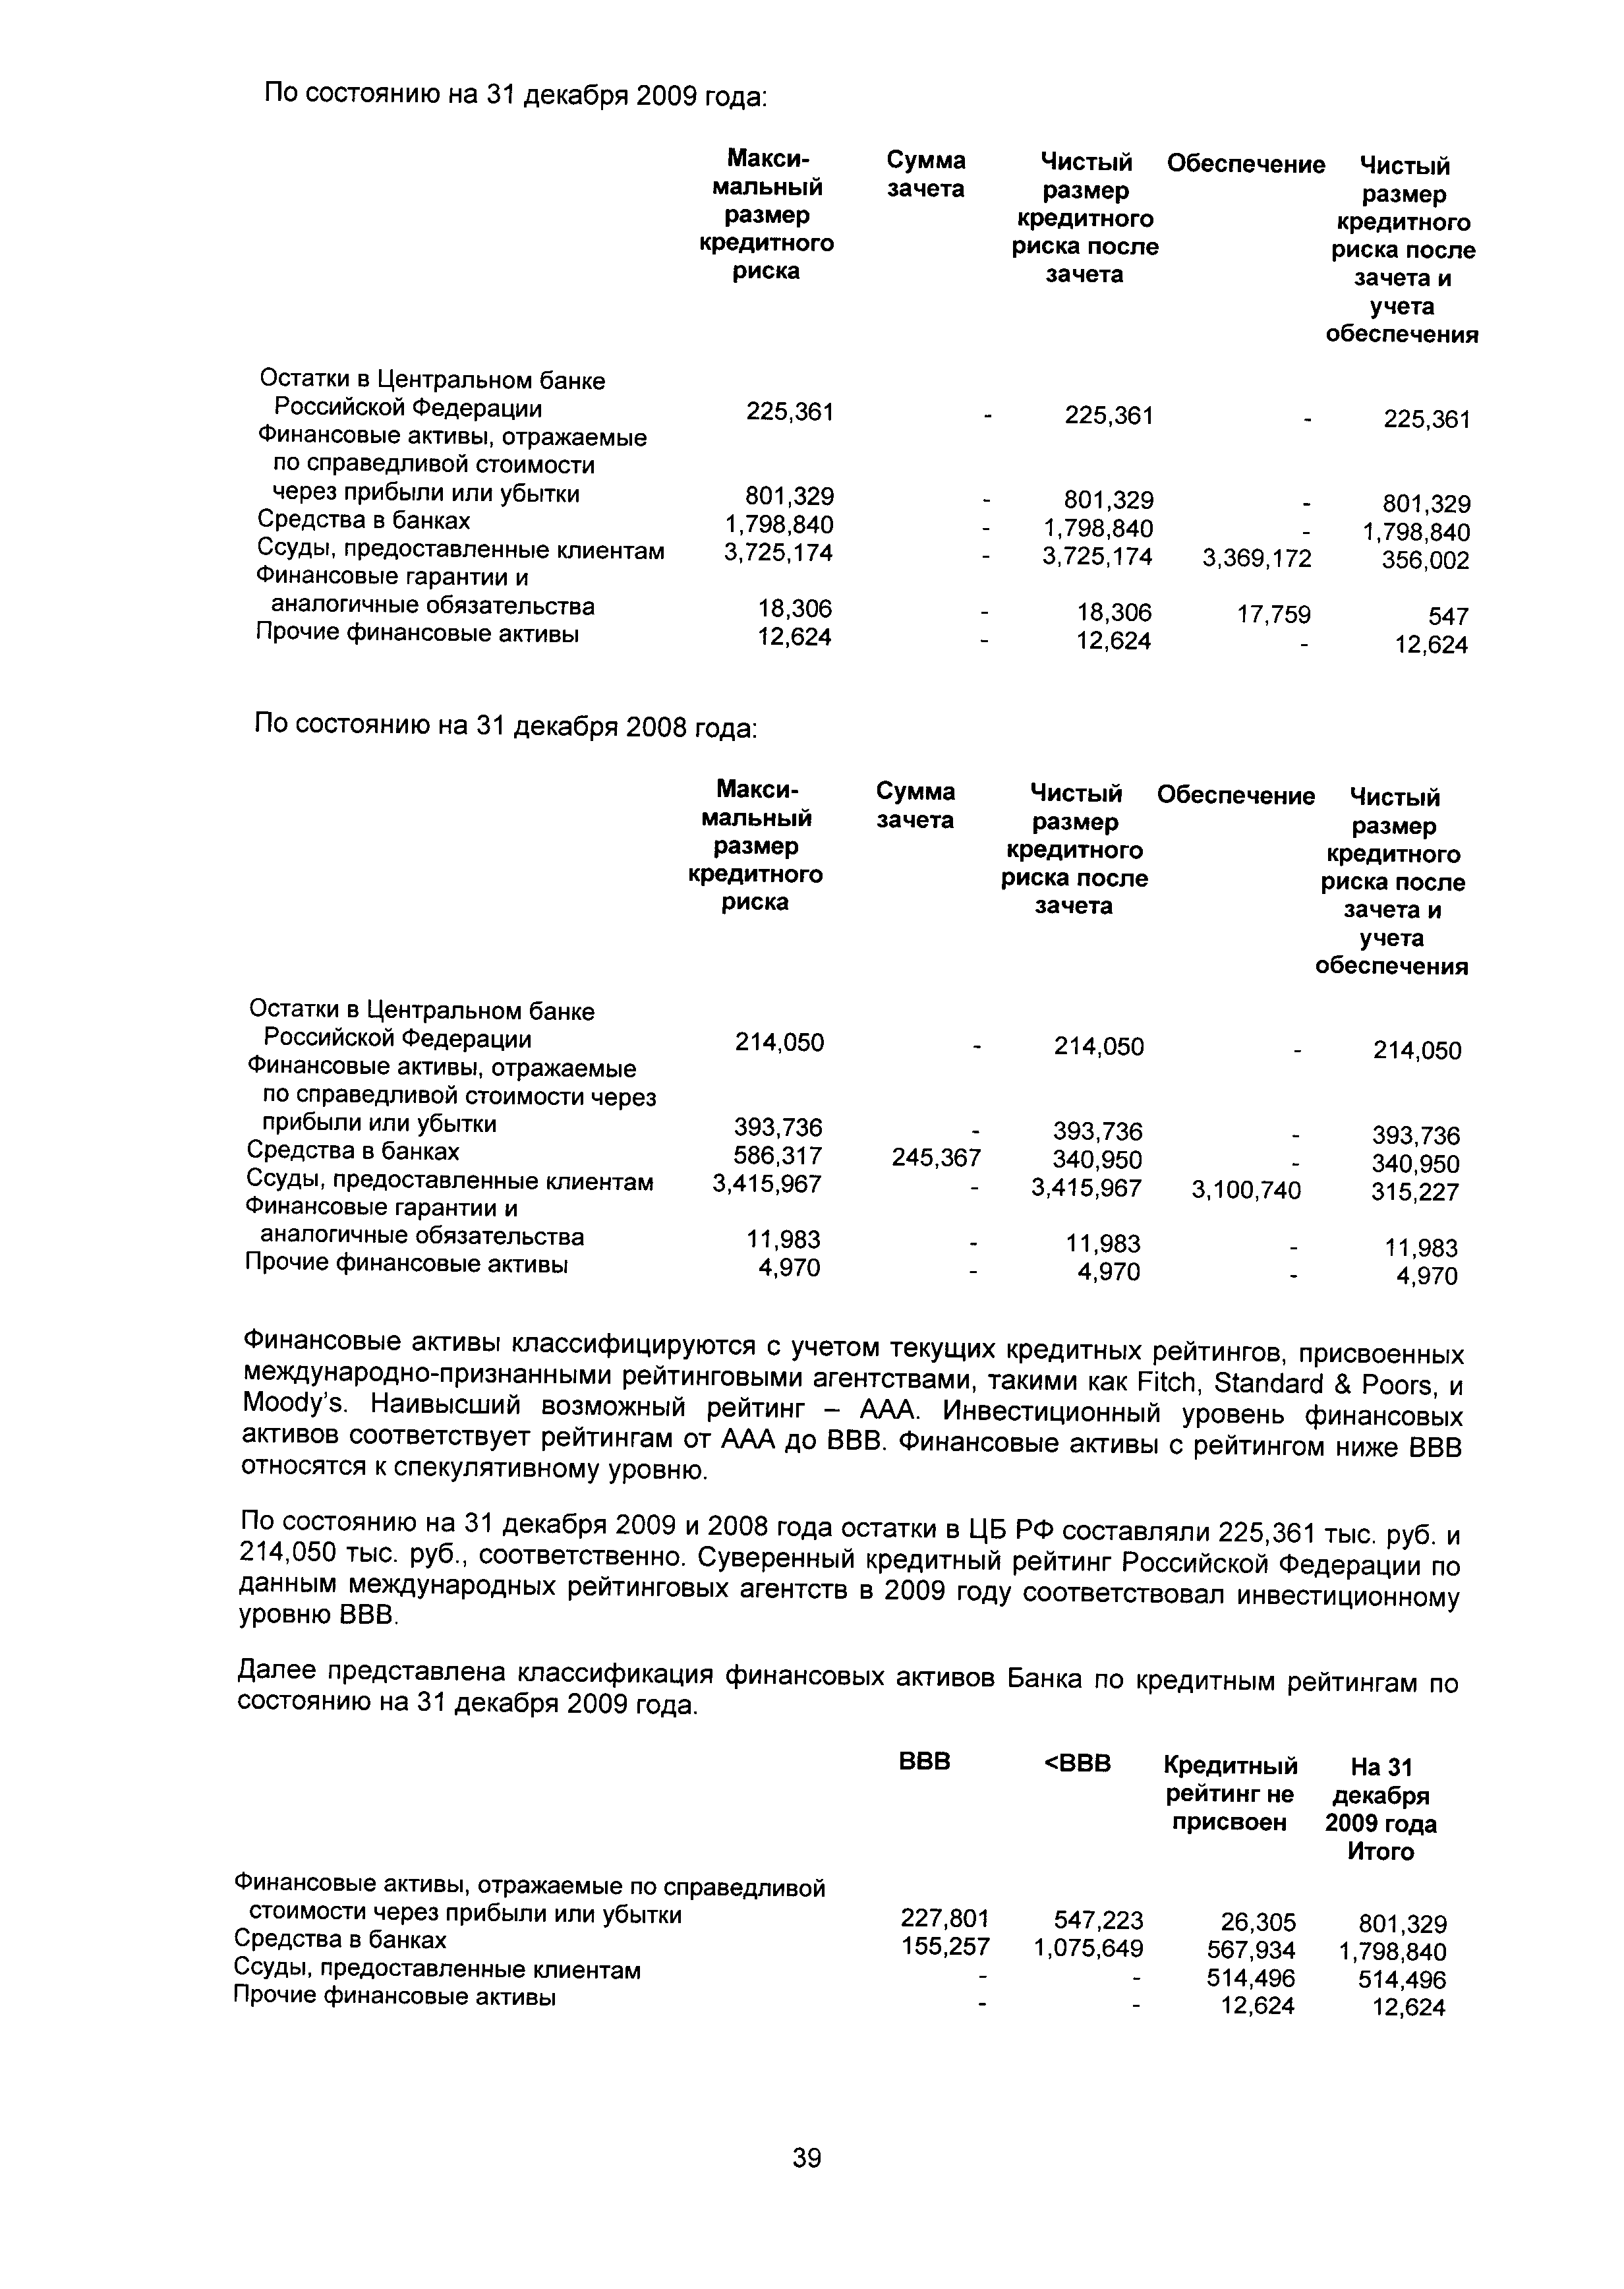 По состоянию на 31 декабря 2009 года:
Макси- Сумма Чистый Обеспечение Чистый
мальный зачета размер размер
размер кредитного кредитного
кредитного риска после риска после
риска зачета зачета и
учета
обеспечения
Остатки в Центральном банке
Российской Федерации 225,361 - 225,361 - 225,361
Финансовые активы, отражаемые
по справедливой стоимости
через прибыли или убытки 801,329 - 801,329 - 801,329
Средства в банках 1,798,840 - 1,798,840 - 1,798,840
Ссуды, предоставленные клиентам 3,725,174 - 3,725,174 3,369,172 356,002
Финансовые гарантии и
аналогичные обязательства 18,306 - 18,306 17,759 547
Прочие финансовые активы 12,624 - 12,624 - 12,624
По состоянию на 31 декабря 2008 года:
Макси- Сумма Чистый Обеспечение Чистый
мальный зачета размер размер
размер кредитного кредитного
кредитного риска после риска после
риска зачета зачета и
учета
обеспечения
Остатки в Центральном банке
Российской Федерации 214,050 - 214,050 - 214,050
Финансовые активы, отражаемые
по справедливой стоимости через
прибыли или убытки 393,736 - 393,736 - 393,736
Средства в банках 586,317 245,367 340,950 - 340,950
Ссуды, предоставленные клиентам 3,415,967 - 3,415,967 3,100,740 315,227
Финансовые гарантии и
аналогичные обязательства 11,983 - 11,983 - 11,983
Прочие финансовые активы 4,970 - 4,970 - 4,970
Финансовые активы классифицируются с учетом текущих кредитных рейтингов, присвоенных
международно-признанными рейтинговыми агентствами, такими как Fitch, Standard & Poors, и
Moody's. Наивысший возможный рейтинг – ААА. Инвестиционный уровень финансовых
активов соответствует рейтингам от ААА до ВВВ. Финансовые активы с рейтингом ниже ВВВ
относятся к спекулятивному уровню.
По состоянию на 31 декабря 2009 и 2008 года остатки в ЦБ РФ составляли 225,361 тыс. руб. и
214,050 тыс. руб., соответственно. Суверенный кредитный рейтинг Российской Федерации по
данным международных рейтинговых агентств в 2009 году соответствовал инвестиционному
уровню ВВВ.
Далее представлена классификация финансовых активов Банка по кредитным рейтингам по
состоянию на 31 декабря 2009 года.
ВВВ <ВВВ Кредитный На 31
рейтинг не декабря
присвоен 2009 года
Итого
Финансовые активы, отражаемые по справедливой
стоимости через прибыли или убытки 227,801 547,223 26,305 801,329
Средства в банках 155,257 1,075,649 567,934 1,798,840
Ссуды, предоставленные клиентам - - 514,496 514,496
Прочие финансовые активы - - 12,624 12,624
39